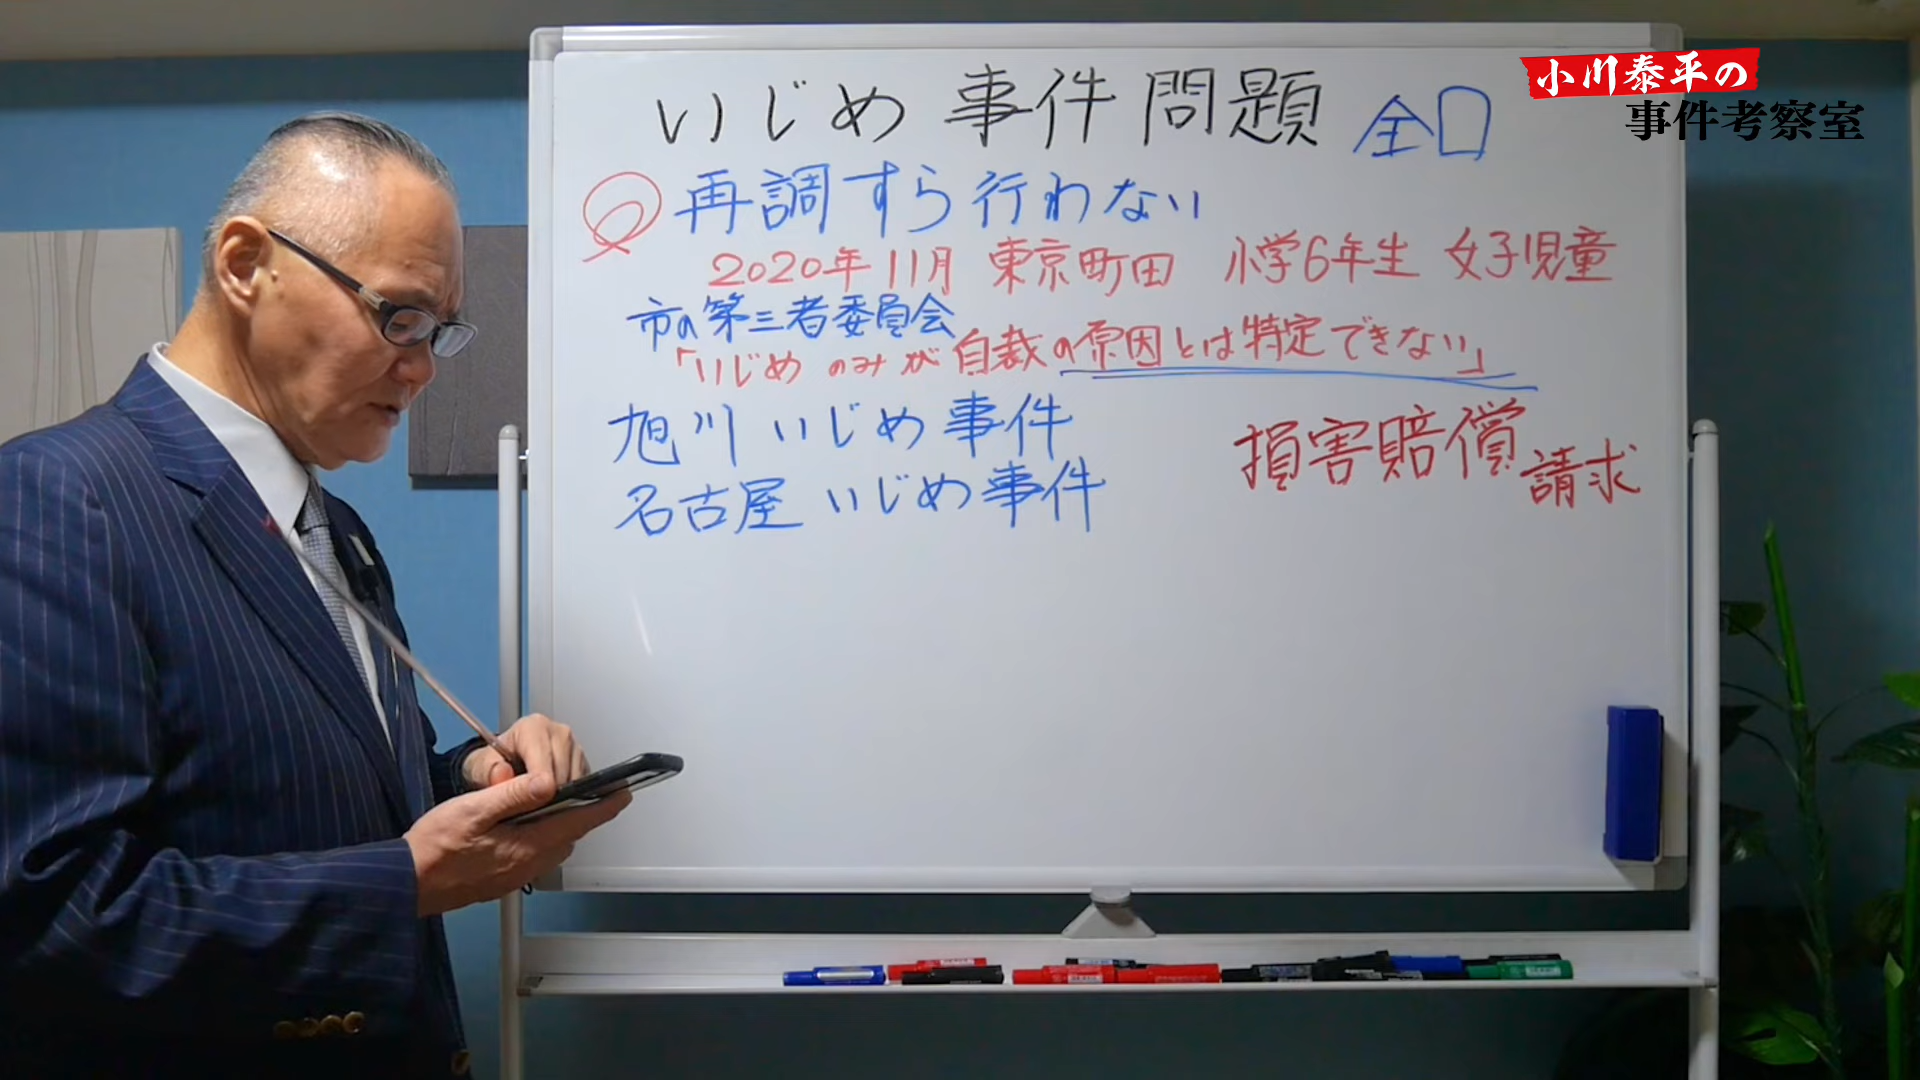 小川泰平の
事件考察室
いじめ 事件 問題 全口
再調すら行わない
2020年11月 東京町田 小学6年生 女子児童
市の第三者委員会
「いじめのみが自裁の原因とは特定できない」
旭川いじめ事件
損害賠償請求
名古屋いじめ事件